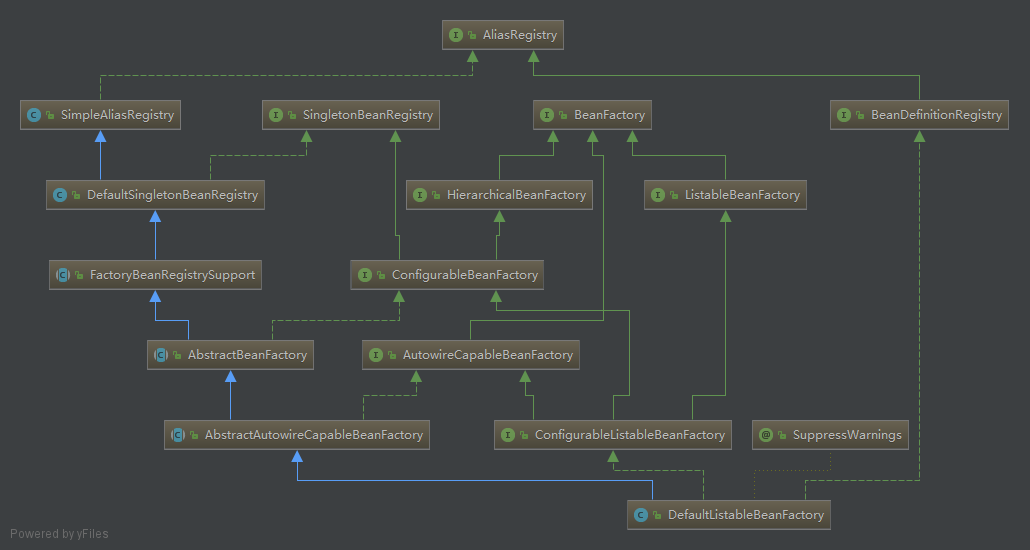 AliasRegistry
SimpleAliasRegistry
SingletonBeanRegistry
BeanFactory
BeanDefinitionRegistry
DefaultSingletonBeanRegistry
HierarchicalBeanFactory
ListableBeanFactory
FactoryBeanRegistrySupport
ConfigurableBeanFactory
AbstractBeanFactory
AutowireCapableBeanFactory
AbstractAutowireCapableBeanFactory
ConfigurableListableBeanFactory
SuppressWarnings
DefaultListableBeanFactory
Powered by yFiles